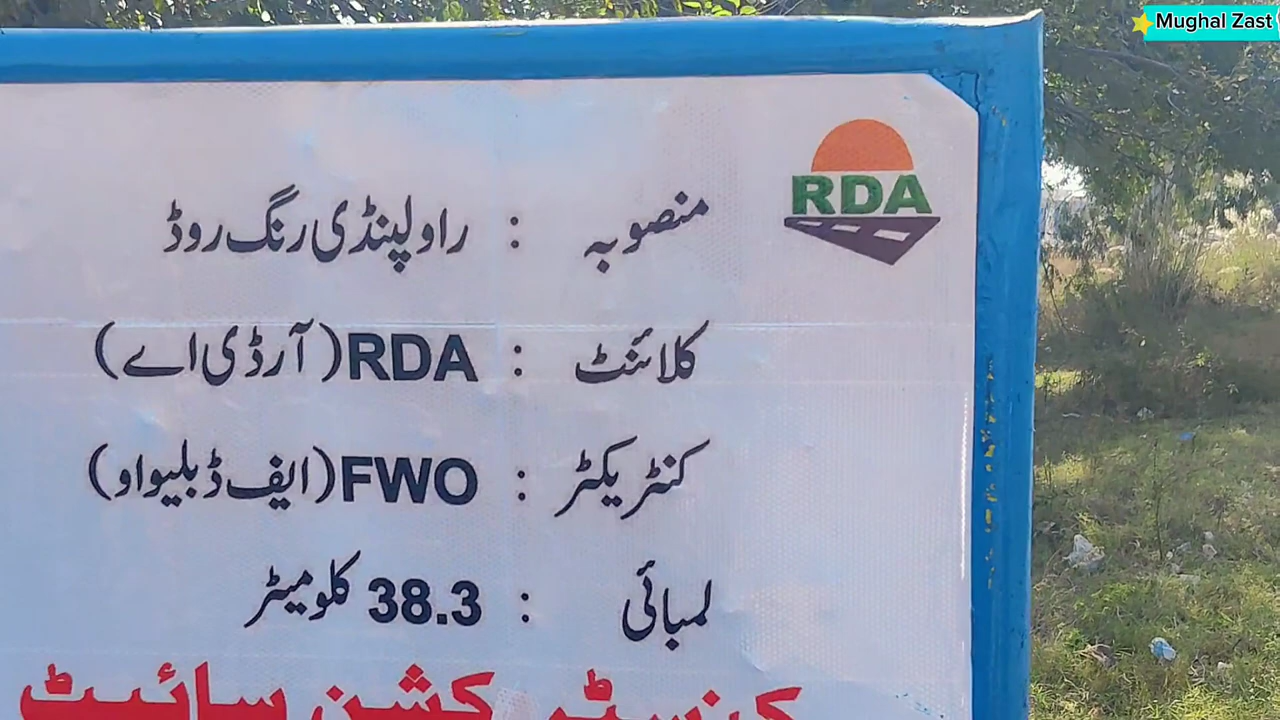 Mughal Zast
RDA
منصوبہ : راولپنڈی رنگ روڈ
کلائنٹ : RDA (آر ڈی اے)
کنٹریکٹر : FWO (ایف ڈبلیو او)
لمبائی : 38.3 کلومیٹر
کنسٹرکشن سائیٹ